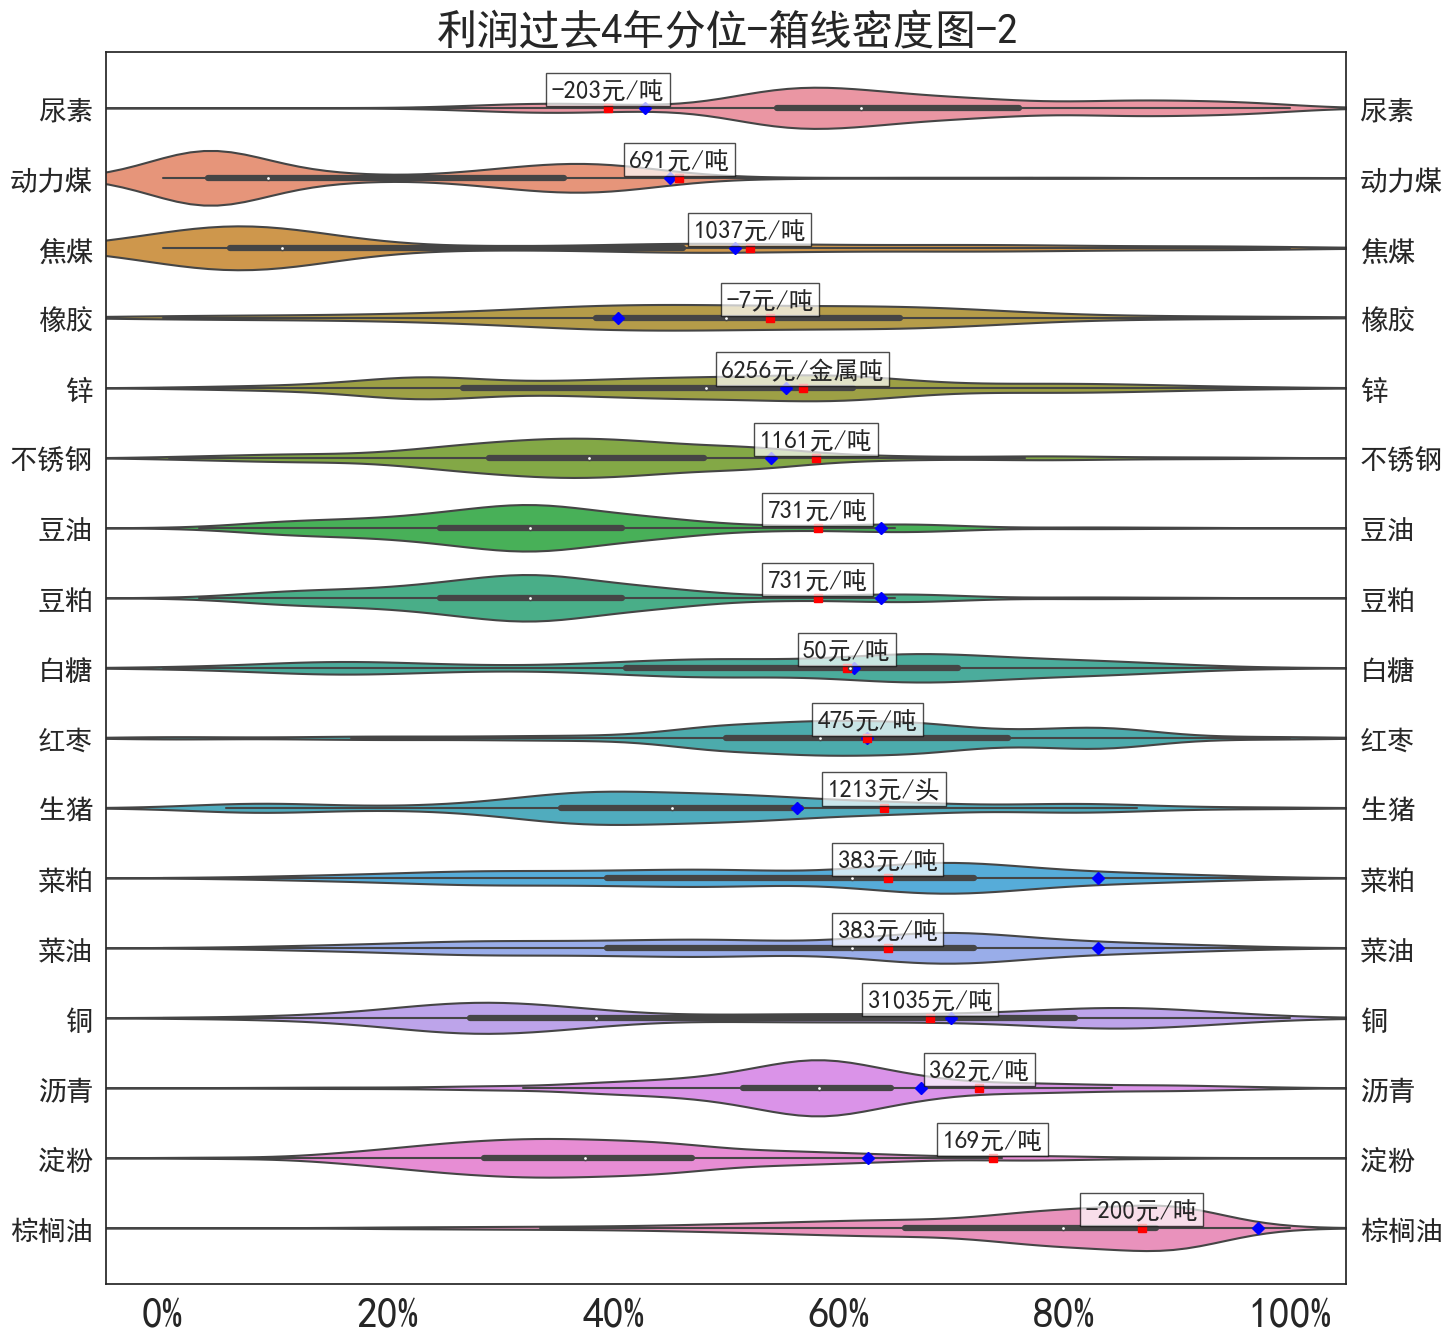 利润过去4年分位-箱线密度图-2
尿素 -203元/吨 尿素
动力煤 691元/吨 动力煤
焦煤 1037元/吨 焦煤
橡胶 -7元/吨 橡胶
锌 6256元/金属吨 锌
不锈钢 1161元/吨 不锈钢
豆油 731元/吨 豆油
豆粕 731元/吨 豆粕
白糖 50元/吨 白糖
红枣 475元/吨 红枣
生猪 1213元/头 生猪
菜粕 383元/吨 菜粕
菜油 383元/吨 菜油
铜 31035元/吨 铜
沥青 362元/吨 沥青
淀粉 169元/吨 淀粉
棕榈油 -200元/吨 棕榈油
0% 20% 40% 60% 80% 100%